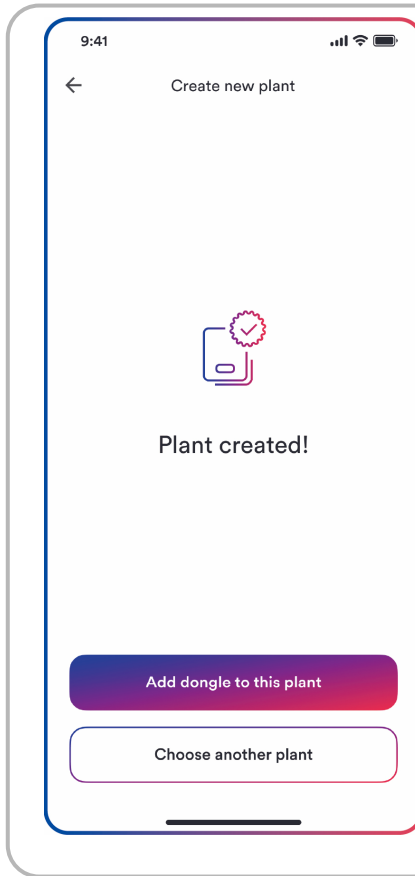 9:41
Create new plant
Plant created!
Add dongle to this plant
Choose another plant